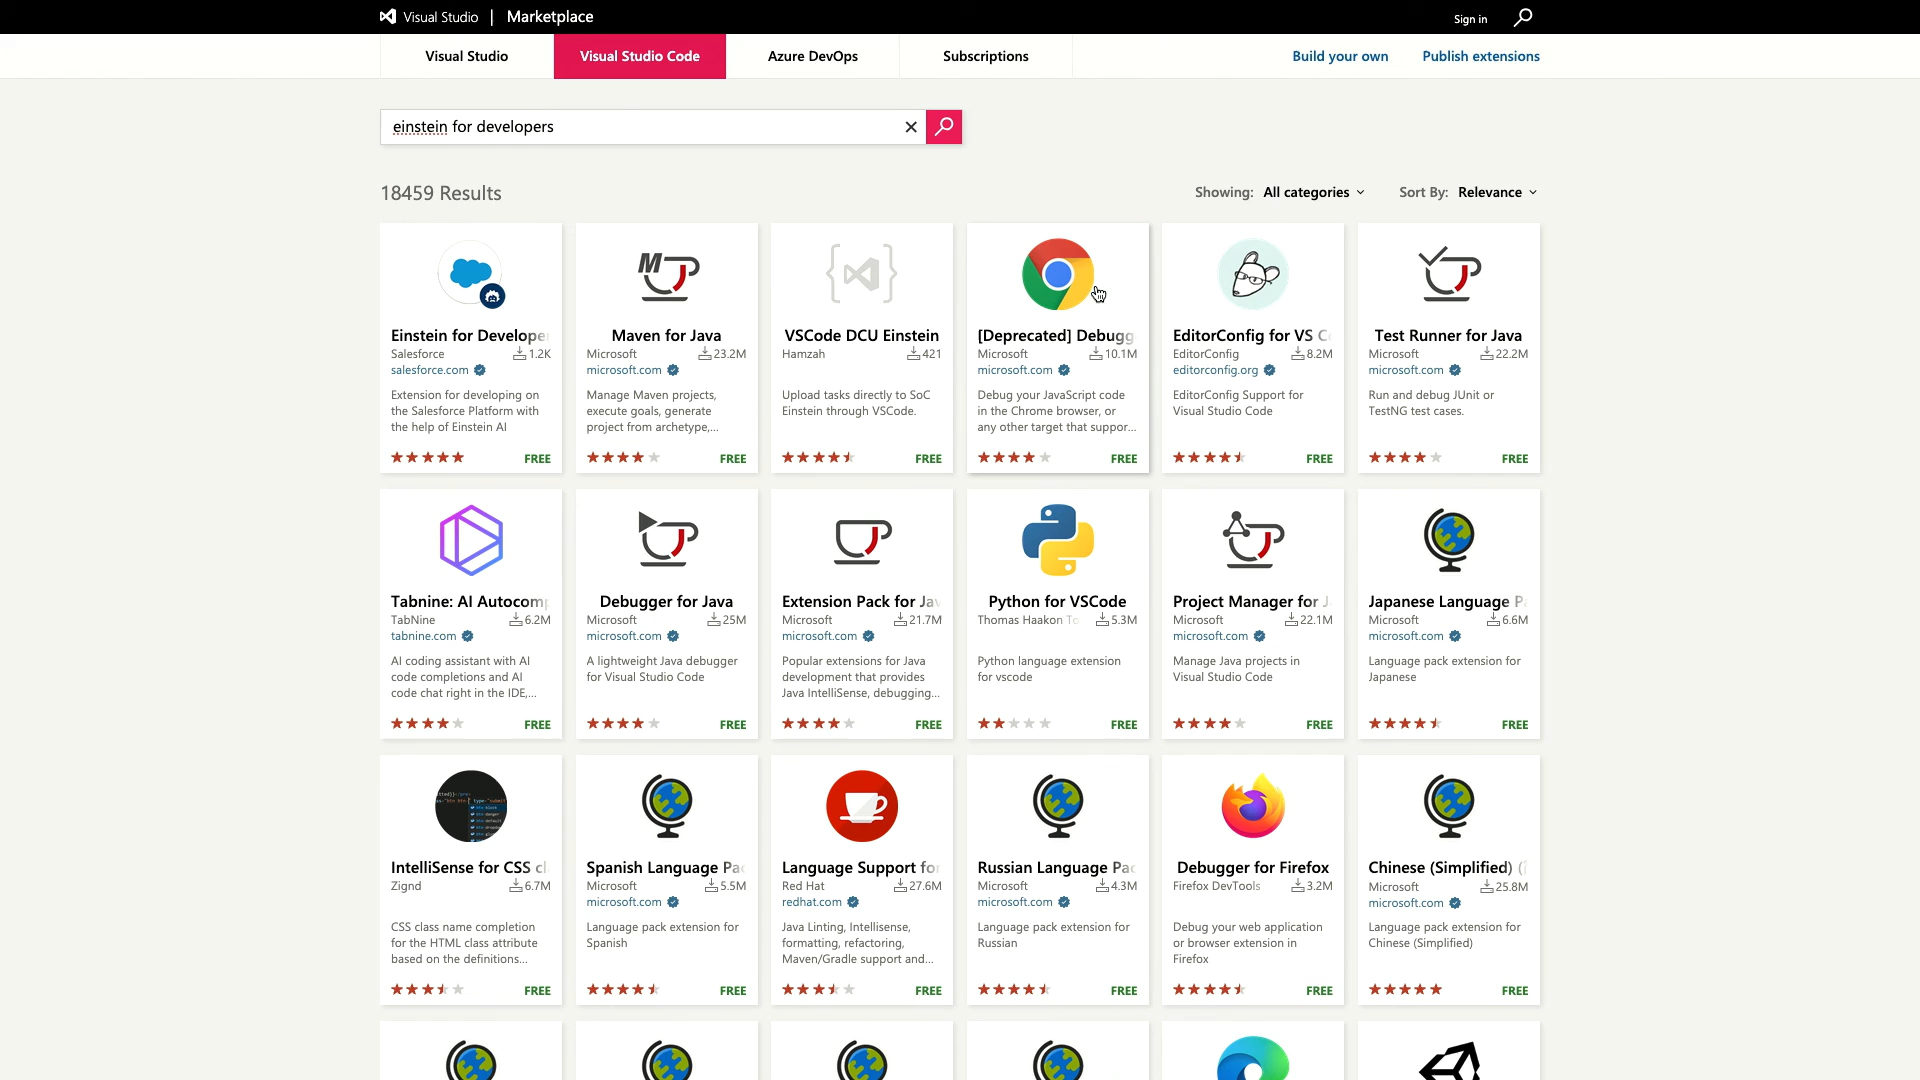 Visual Studio | Marketplace
Sign in
Visual Studio
Visual Studio Code
Azure DevOps
Subscriptions
Build your own
Publish extensions
einstein for developers
18459 Results
Showing: All categories
Sort By: Relevance
Einstein for Developer
Salesforce 1.2K
salesforce.com
Extension for developing on
the Salesforce Platform with
the help of Einstein AI
FREE
Maven for Java
Microsoft 23.2M
microsoft.com
Manage Maven projects,
execute goals, generate
project from archetype,...
FREE
VSCode DCU Einstein
Hamzah 421
Upload tasks directly to SoC
Einstein through VSCode.
FREE
[Deprecated] Debugg
Microsoft 10.1M
microsoft.com
Debug your JavaScript code
in the Chrome browser, or
any other target that suppor...
FREE
EditorConfig for VS C
EditorConfig 8.2M
editorconfig.org
EditorConfig Support for
Visual Studio Code
FREE
Test Runner for Java
Microsoft 22.2M
microsoft.com
Run and debug JUnit or
TestNG test cases.
FREE
Tabnine: AI Autocomp
TabNine 6.2M
tabnine.com
AI coding assistant with AI
code completions and AI
code chat right in the IDE,...
FREE
Debugger for Java
Microsoft 25M
microsoft.com
A lightweight Java debugger
for Visual Studio Code
FREE
Extension Pack for Jav
Microsoft 21.7M
microsoft.com
Popular extensions for Java
development that provides
Java IntelliSense, debugging...
FREE
Python for VSCode
Thomas Haakon To 5.3M
Python language extension
for vscode
FREE
Project Manager for J
Microsoft 22.1M
microsoft.com
Manage Java projects in
Visual Studio Code
FREE
Japanese Language P
Microsoft 6.6M
microsoft.com
Language pack extension for
Japanese
FREE
IntelliSense for CSS cl
Zignd 6.7M
CSS class name completion
for the HTML class attribute
based on the definitions...
FREE
Spanish Language Pac
Microsoft 5.5M
microsoft.com
Language pack extension for
Spanish
FREE
Language Support for
Red Hat 27.6M
redhat.com
Java Linting, Intellisense,
formatting, refactoring,
Maven/Gradle support and...
FREE
Russian Language Pac
Microsoft 4.3M
microsoft.com
Language pack extension for
Russian
FREE
Debugger for Firefox
Firefox DevTools 3.2M
Debug your web application
or browser extension in
Firefox
FREE
Chinese (Simplified) (
Microsoft 25.8M
microsoft.com
Language pack extension for
Chinese (Simplified)
FREE